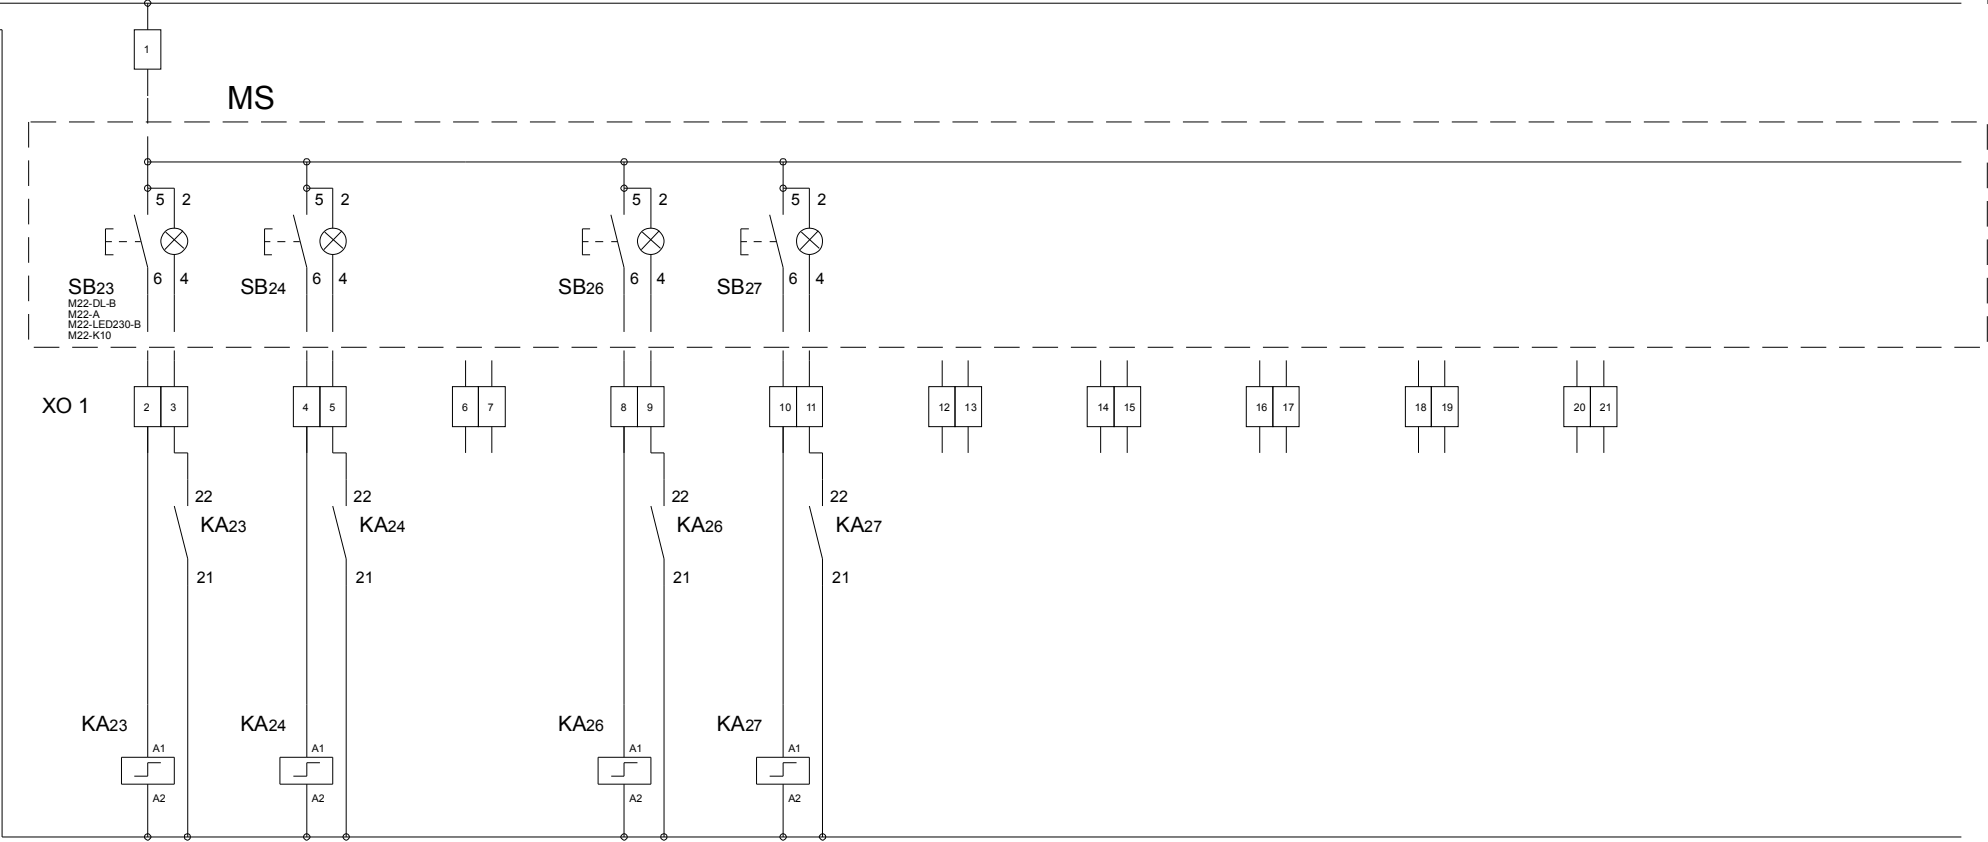 1
MS
5 2 5 2 5 2 5 2
6 4 6 4 6 4 6 4
SB23 SB24 SB26 SB27
M22-DL-B
M22-A
M22-LED230-B
M22-K10
XO 1 2 3 4 5 6 7 8 9 10 11 12 13 14 15 16 17 18 19 20 21
22 22 22 22
KA23 KA24 KA26 KA27
21 21 21 21
KA23 KA24 KA26 KA27
A1 A1 A1 A1
A2 A2 A2 A2